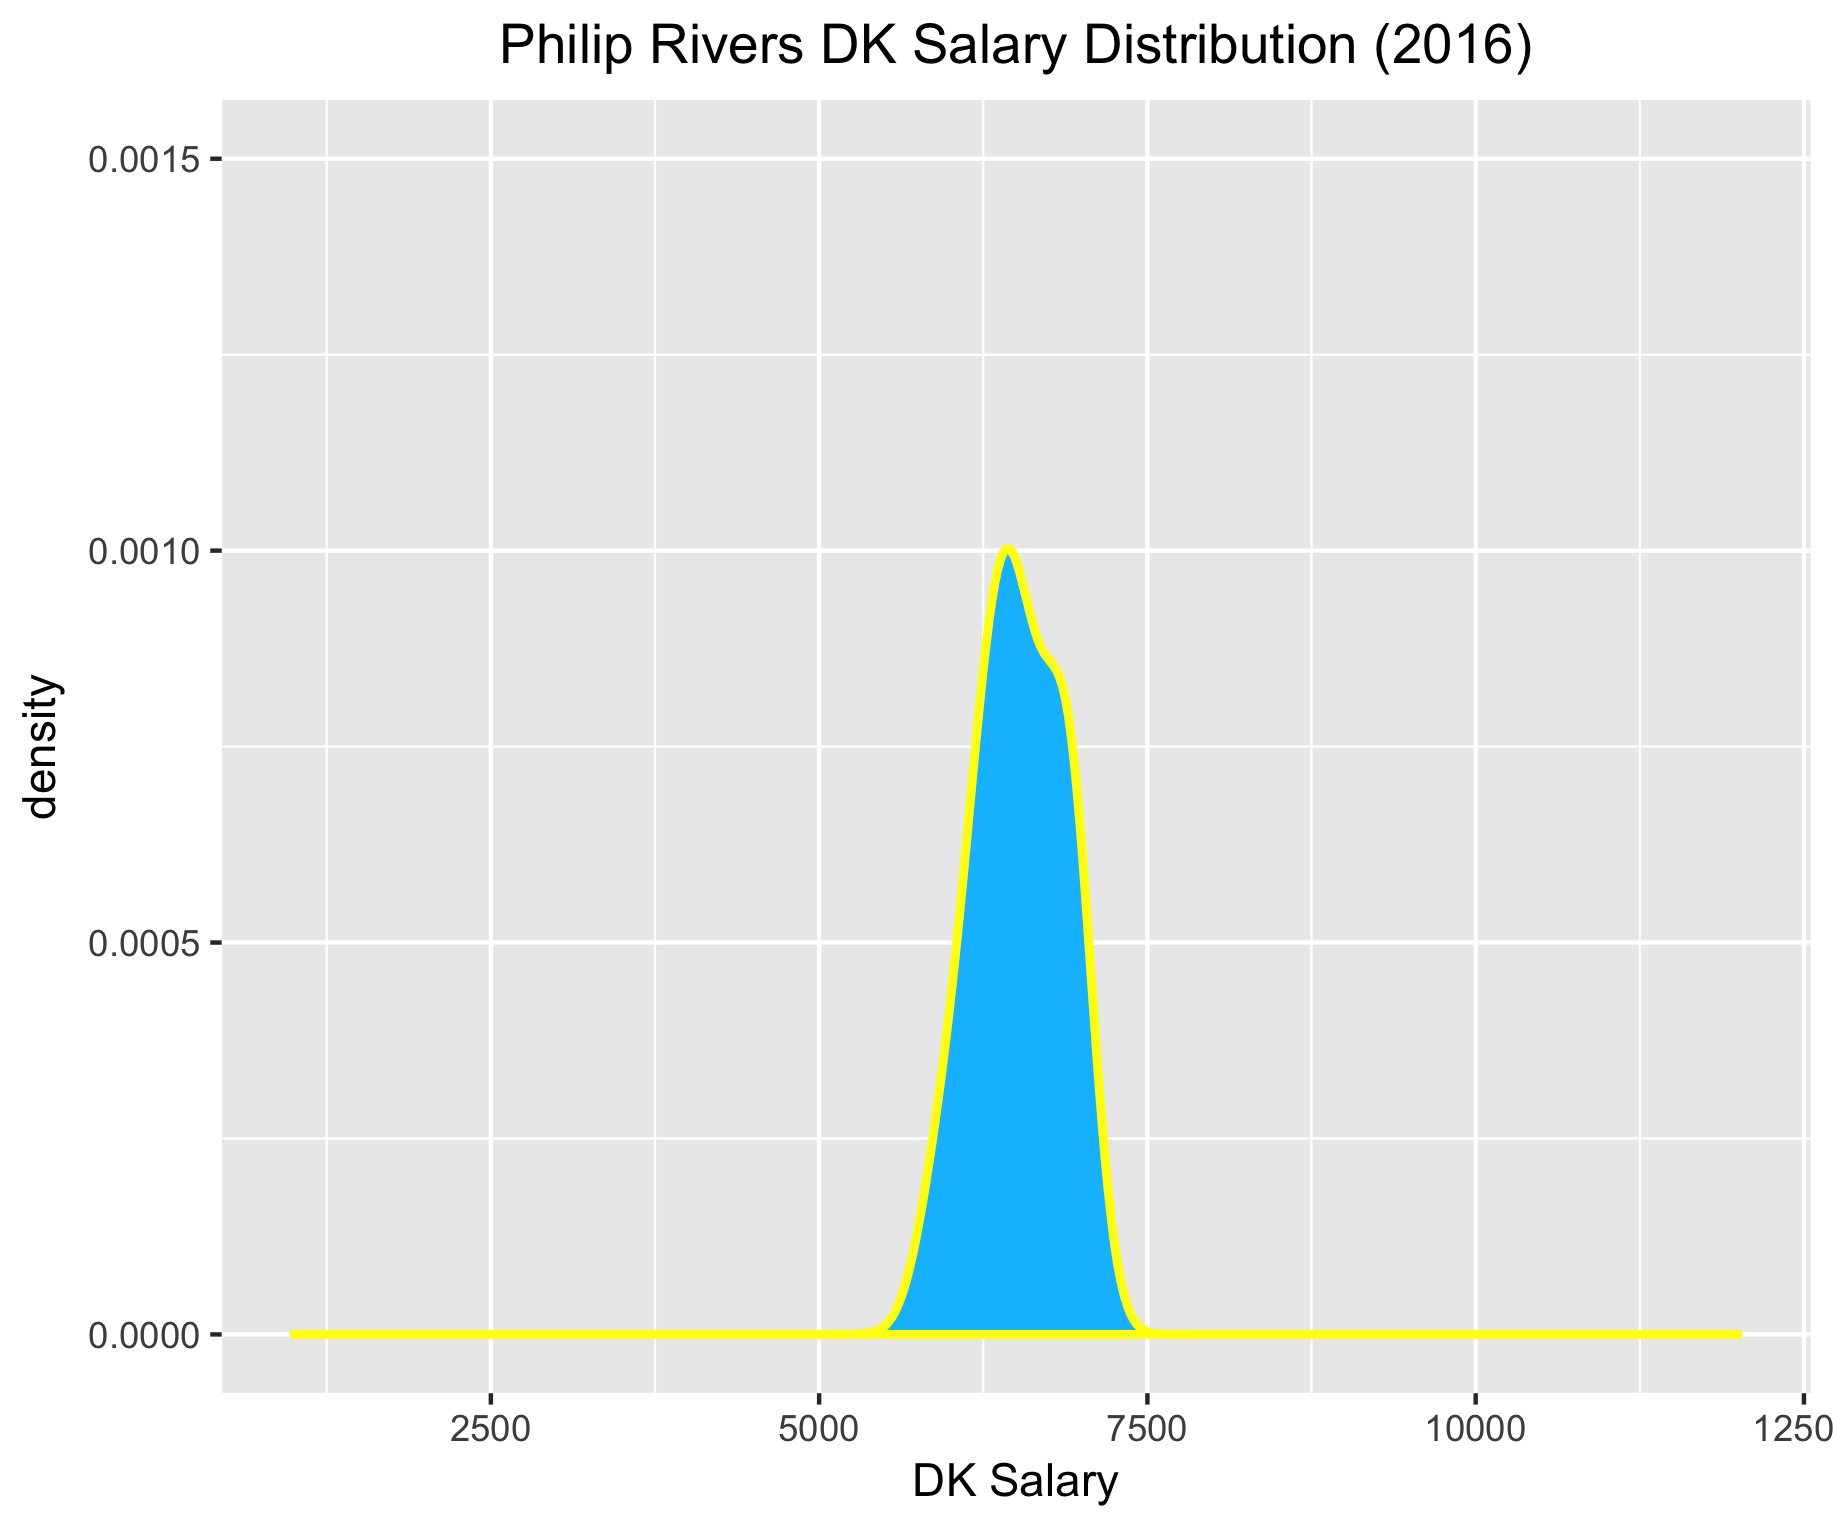 Philip Rivers DK Salary Distribution (2016)
0.0015
0.0010
0.0005
0.0000
density
2500 5000 7500 10000 1250
DK Salary